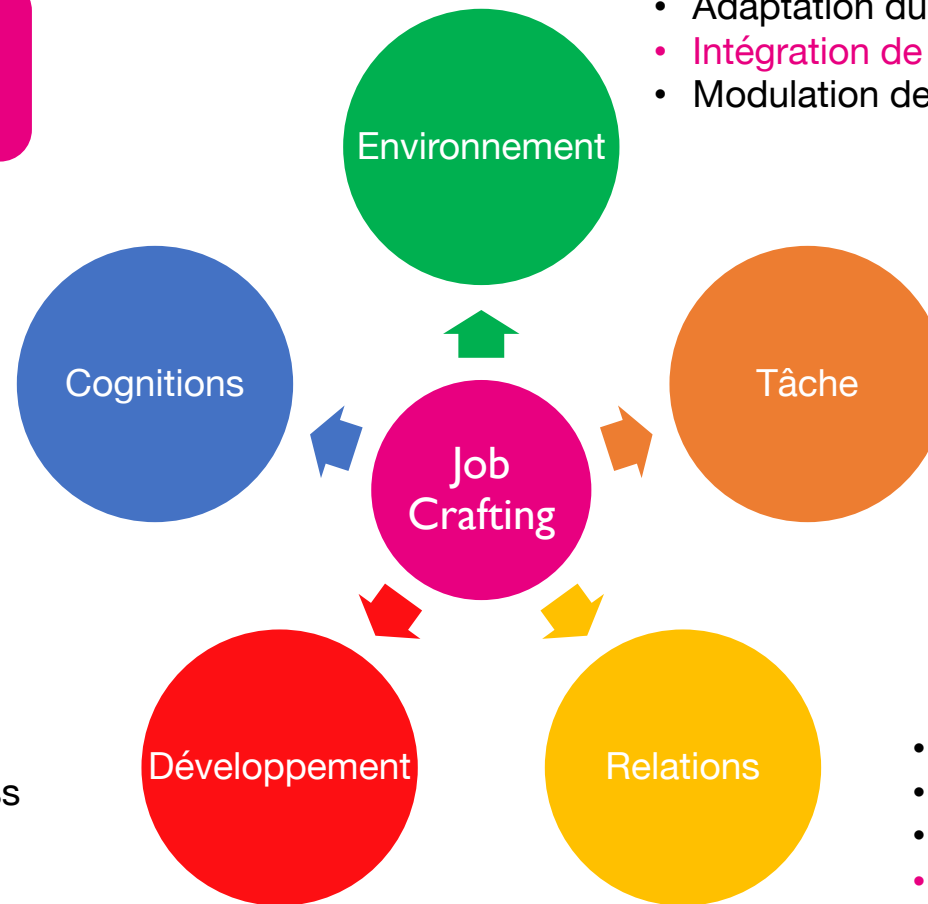 • Adaptation du
• Intégration de
• Modulation de
Environnement
Cognitions
Tâche
Job
Crafting
Développement
Relations
•
•
•
•